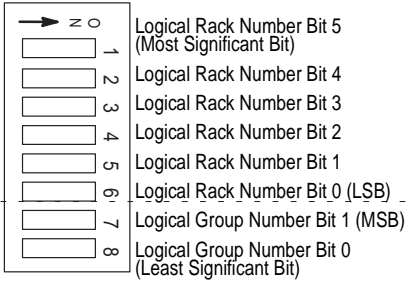 ON
Logical Rack Number Bit 5
(Most Significant Bit)
1
2 Logical Rack Number Bit 4
3 Logical Rack Number Bit 3
4 Logical Rack Number Bit 2
5 Logical Rack Number Bit 1
6 Logical Rack Number Bit 0 (LSB)
7 Logical Group Number Bit 1 (MSB)
8 Logical Group Number Bit 0
(Least Significant Bit)